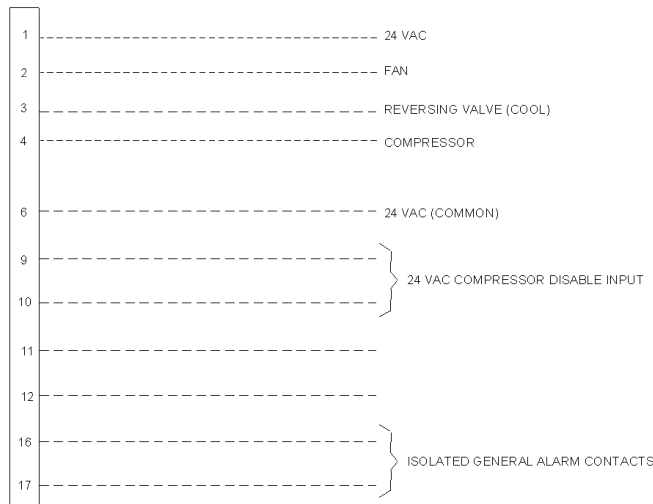 1 24 VAC
2 FAN
3 REVERSING VALVE (COOL)
4 COMPRESSOR
6 24 VAC (COMMON)
9
24 VAC COMPRESSOR DISABLE INPUT
10
11
12
16
ISOLATED GENERAL ALARM CONTACTS
17